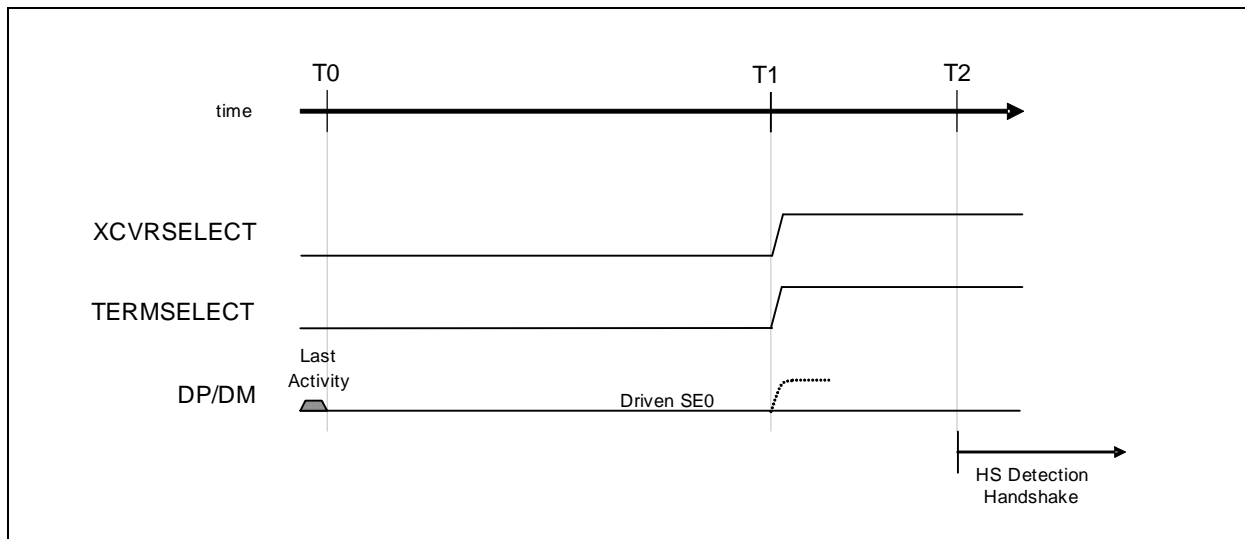 T0
T1
T2
time
XCVRSELECT
TERMSELECT
Last
Activity
DP/DM
Driven SE0
HS Detection
Handshake